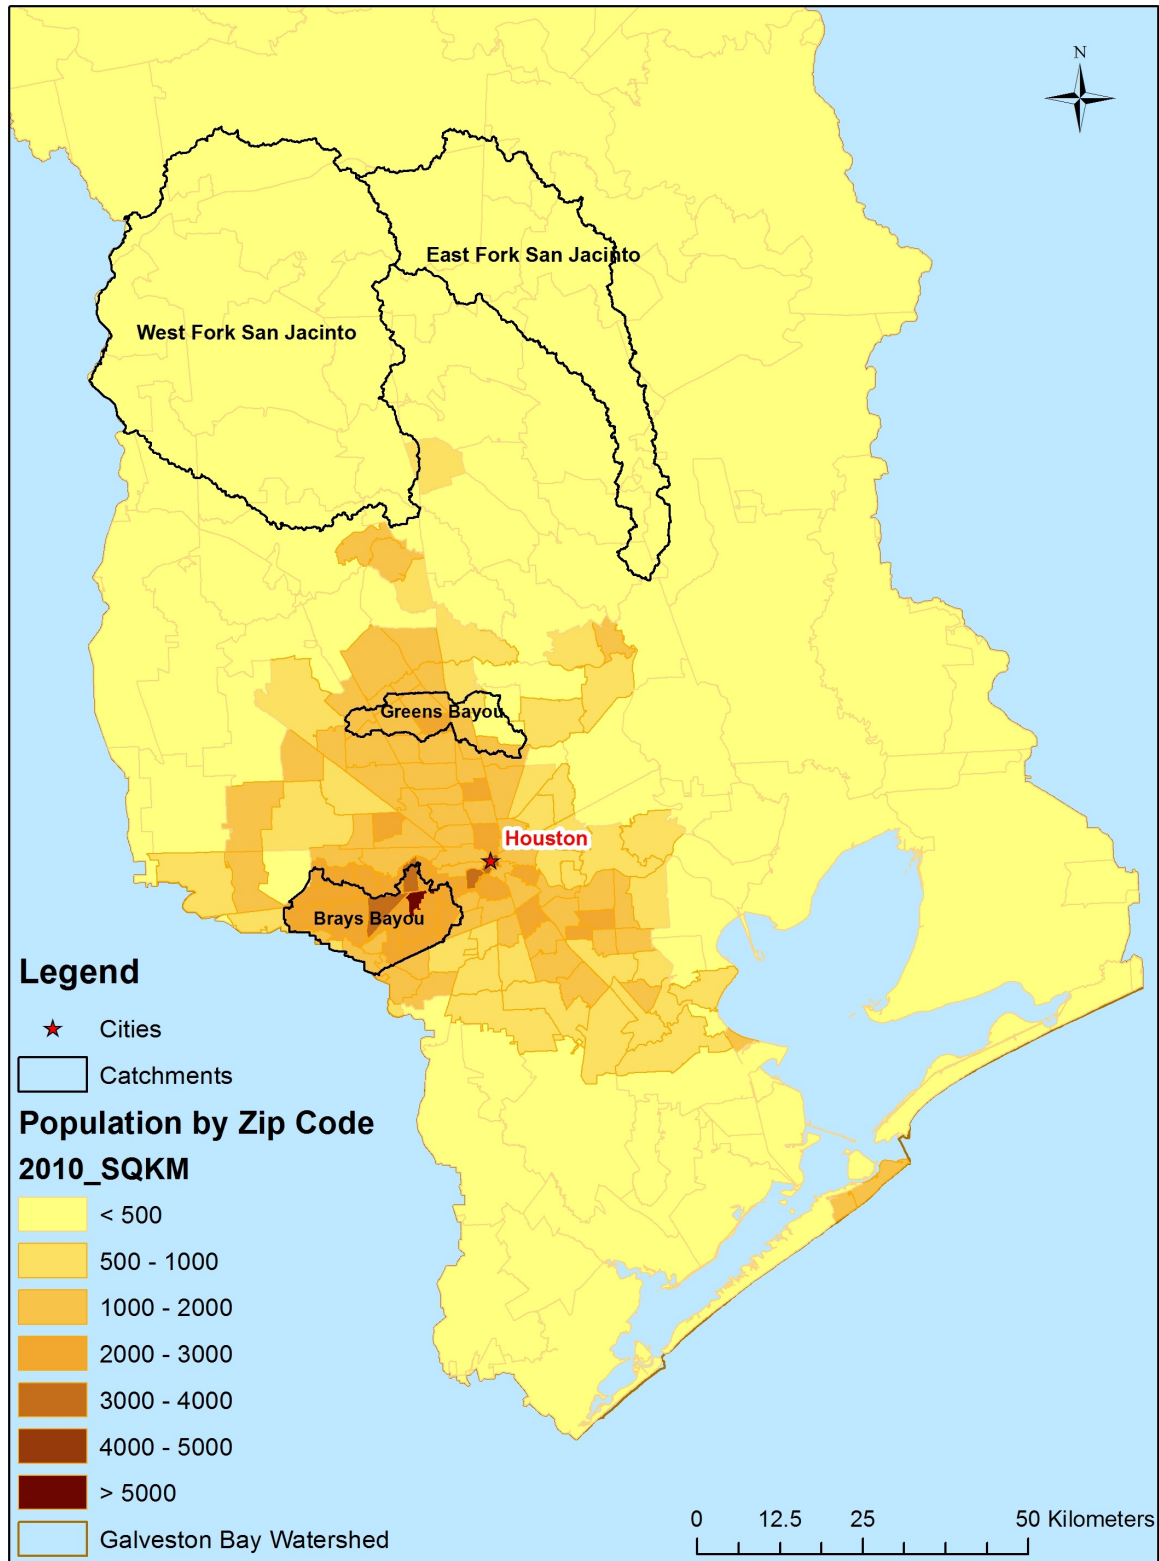 N
East Fork San Jacinto
West Fork San Jacinto
Greens Bayou
Houston
Brays Bayou
Legend
Cities
Catchments
Population by Zip Code
2010_SQKM
< 500
500 - 1000
1000 - 2000
2000 - 3000
3000 - 4000
4000 - 5000
> 5000
Galveston Bay Watershed
0 12.5 25 50 Kilometers